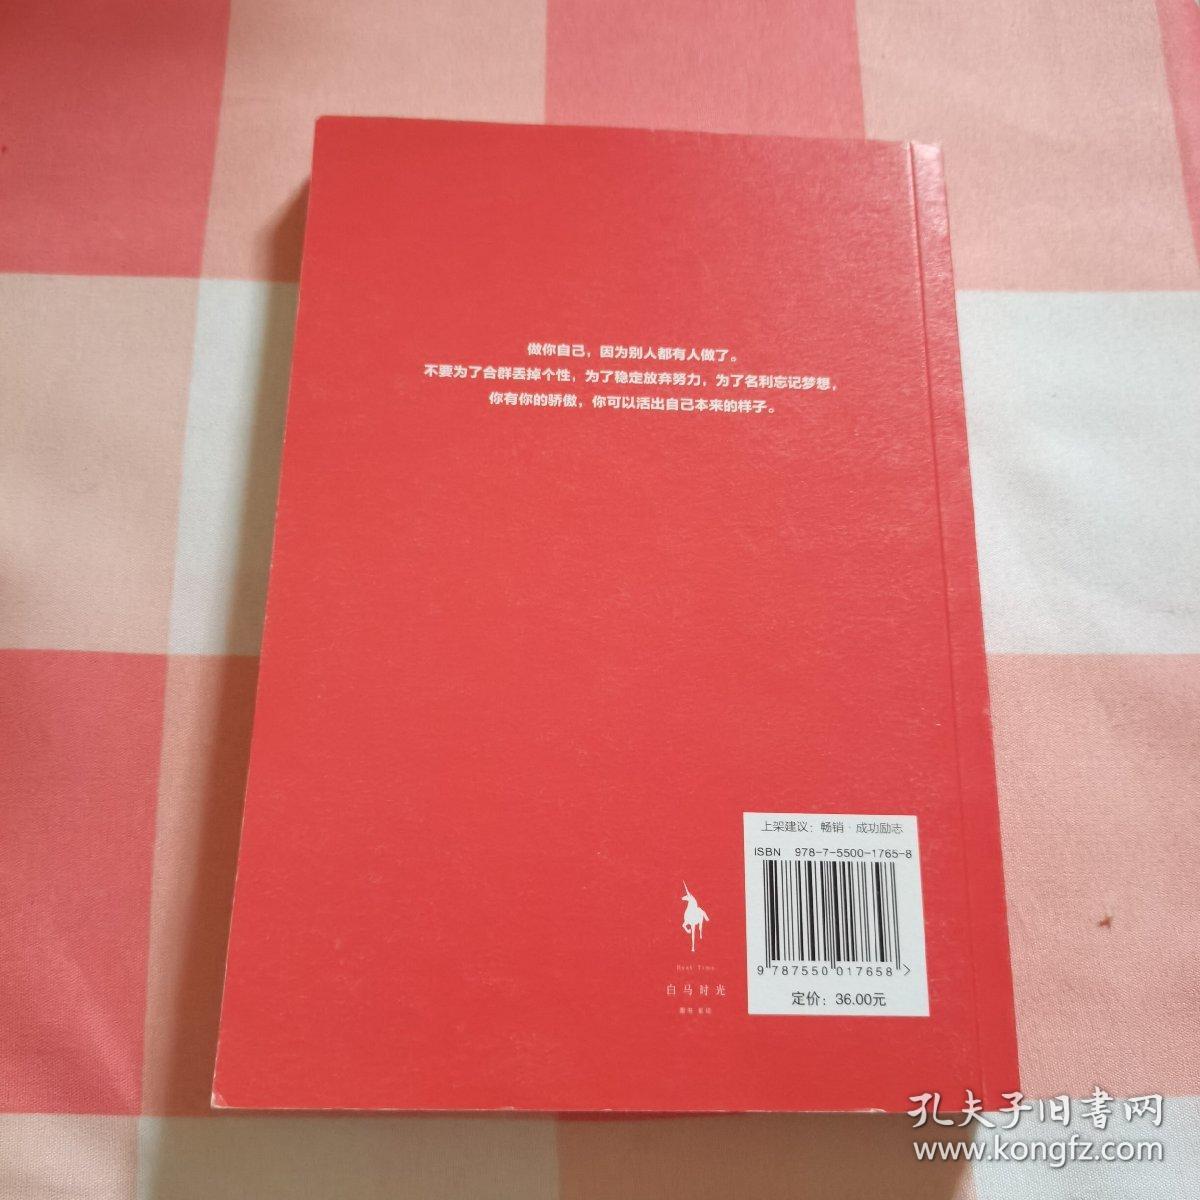 做你自己，因为别人都有人做了。
不要为了合群丢掉个性，为了稳定放弃努力，为了名利忘记梦想，
你有你的骄傲，你可以活出自己本来的样子。
上架建议：畅销·成功励志
ISBN 978-7-5500-1765-8
9 787550 017658 >
定价：36.00元
白马时光
孔夫子旧书网
www.kongfz.com